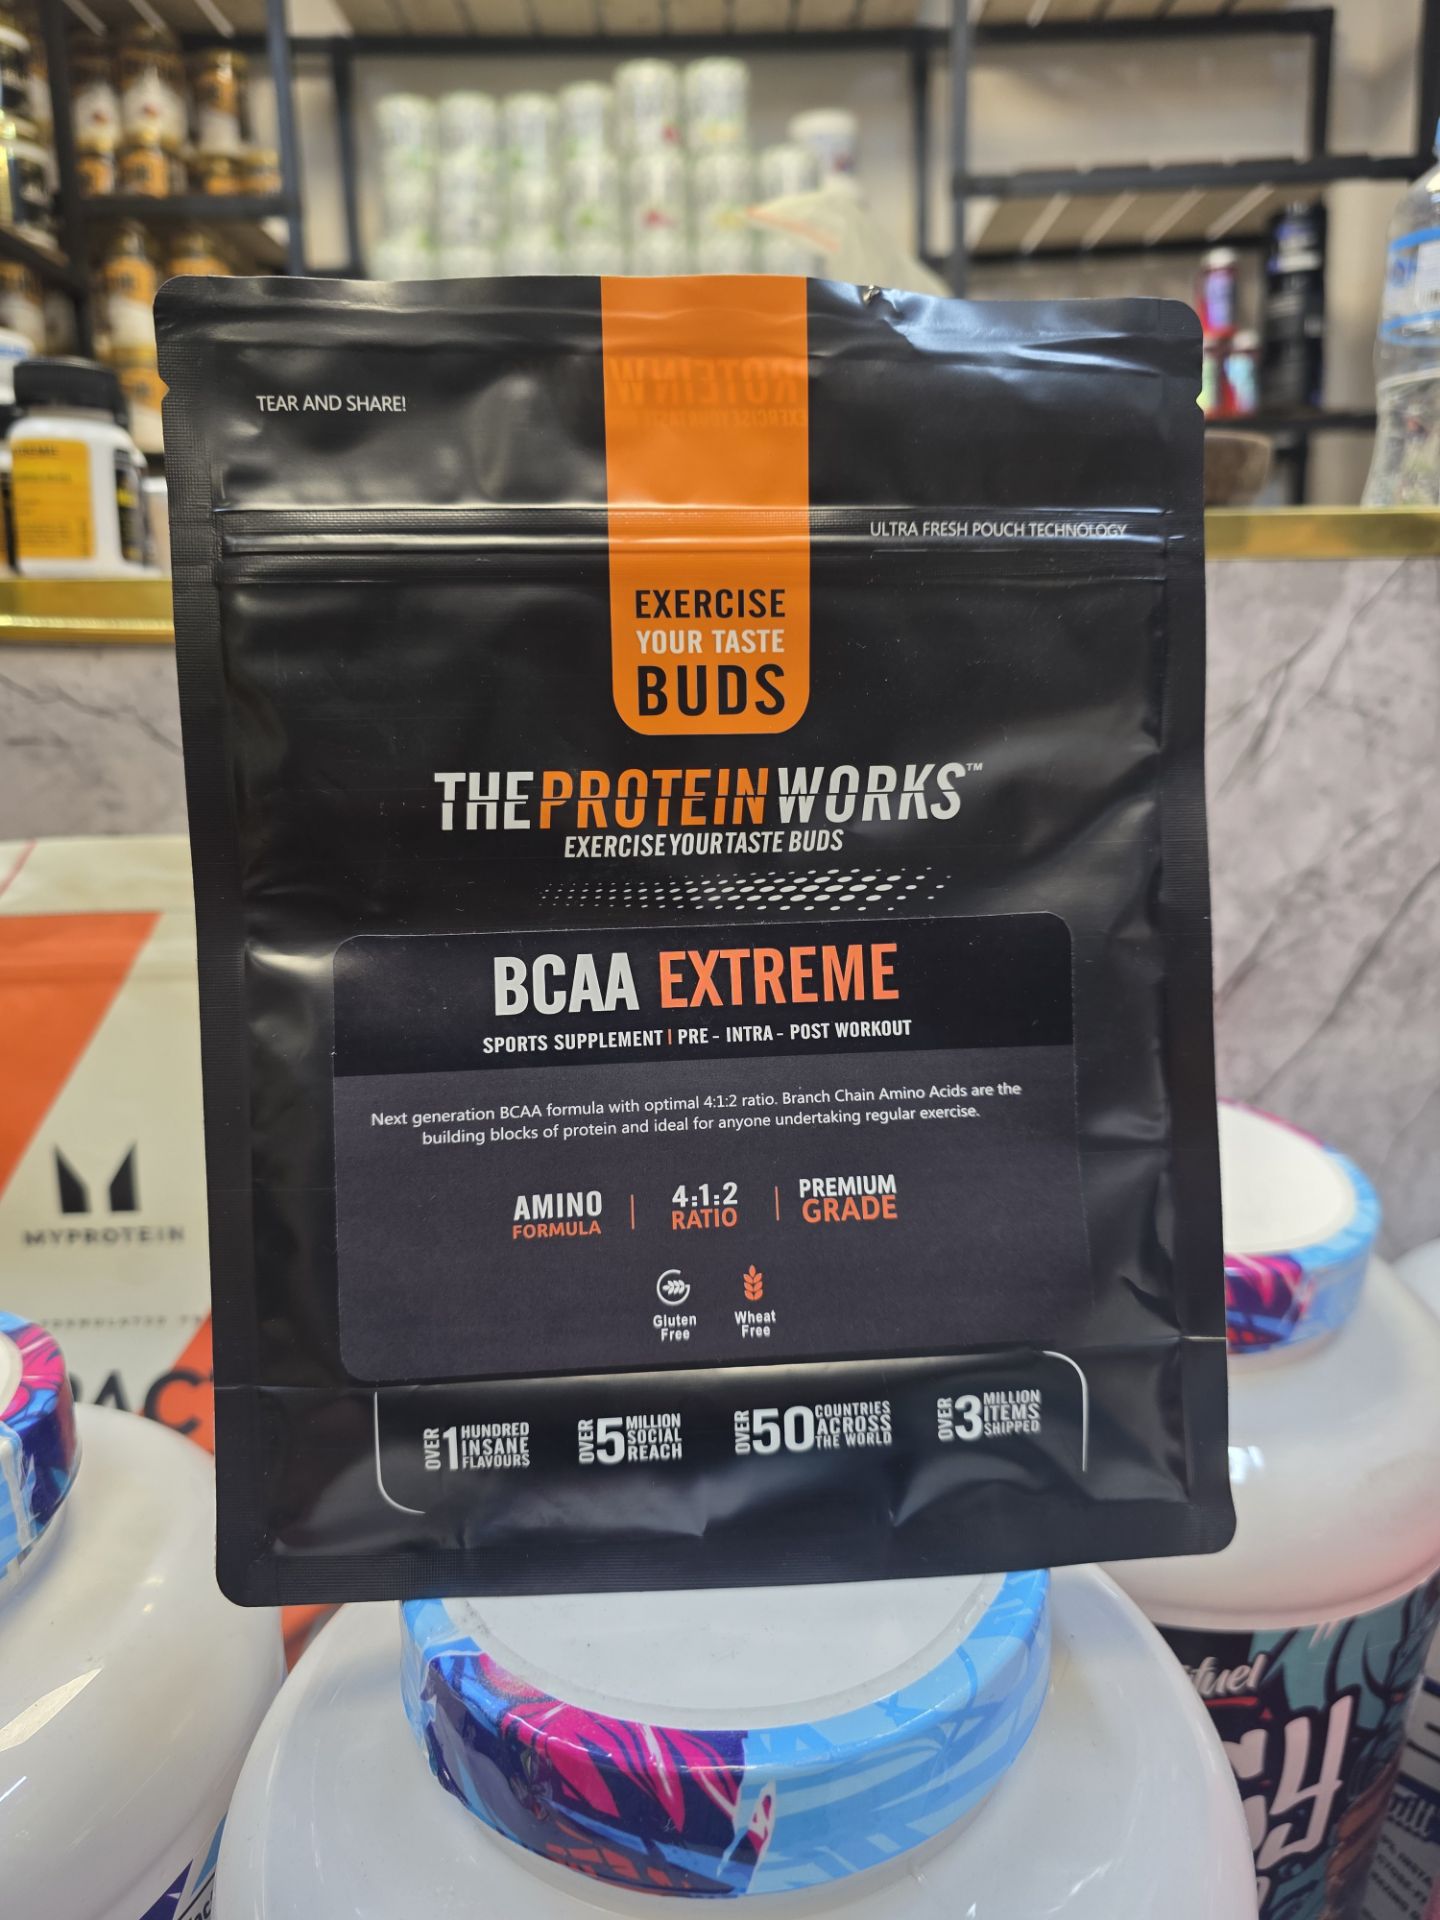 TEAR AND SHARE!
ULTRA FRESH POUCH TECHNOLOGY
EXERCISE
YOUR TASTE
BUDS
THE PROTEIN WORKS™
EXERCISE YOUR TASTE BUDS
BCAA EXTREME
SPORTS SUPPLEMENT | PRE - INTRA - POST WORKOUT
Next generation BCAA formula with optimal 4:1:2 ratio. Branch Chain Amino Acids are the
building blocks of protein and ideal for anyone undertaking regular exercise.
AMINO
FORMULA
4:1:2
RATIO
PREMIUM
GRADE
Gluten
Free
Wheat
Free
OVER 1 HUNDRED
INSANE
FLAVOURS
OVER 5 MILLION
SOCIAL
REACH
OVER 50 COUNTRIES
ACROSS
THE WORLD
OVER 3 MILLION
ITEMS
SHIPPED
MYPROTEIN